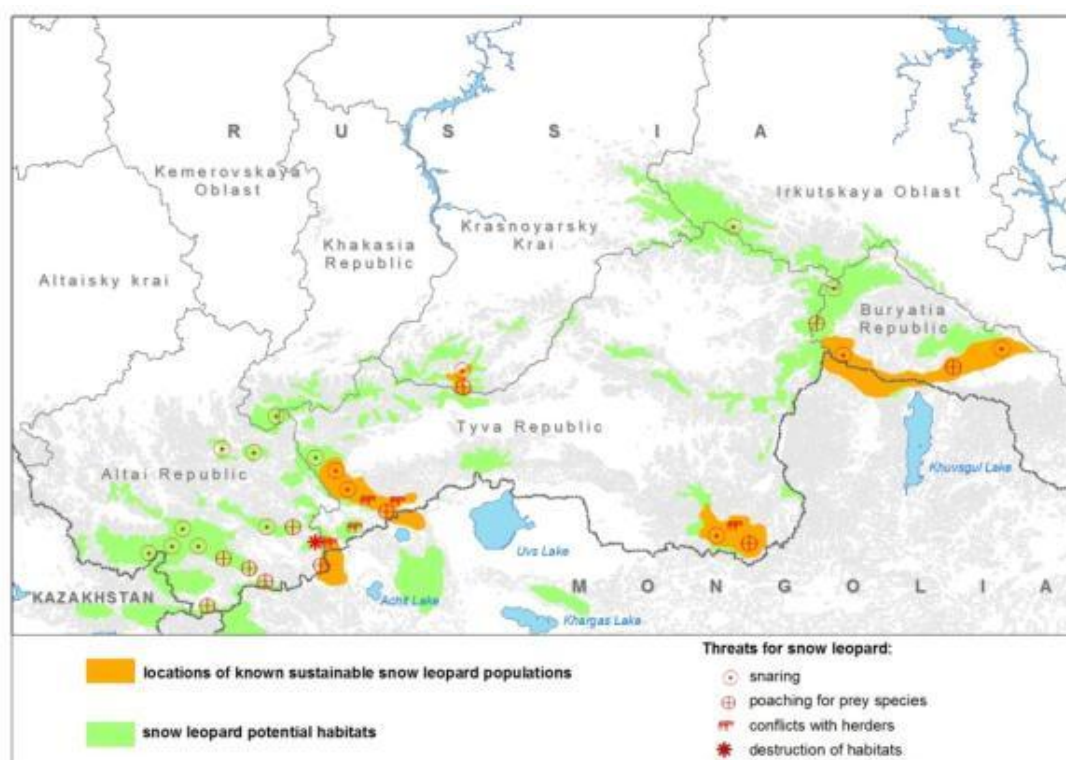 R U S S I A
Kemerovskaya
Oblast
Irkutskaya Oblast
Krasnoyarsky
Krai
Khakasia
Republic
Altaisky krai
Buryatia
Republic
Tyva Republic
Altai Republic
Khuvsgul Lake
Uvs Lake
M O N G O L I A
KAZAKHSTAN
Achit Lake
Khargas Lake
locations of known sustainable snow leopard populations
snow leopard potential habitats
Threats for snow leopard:
snaring
poaching for prey species
conflicts with herders
destruction of habitats